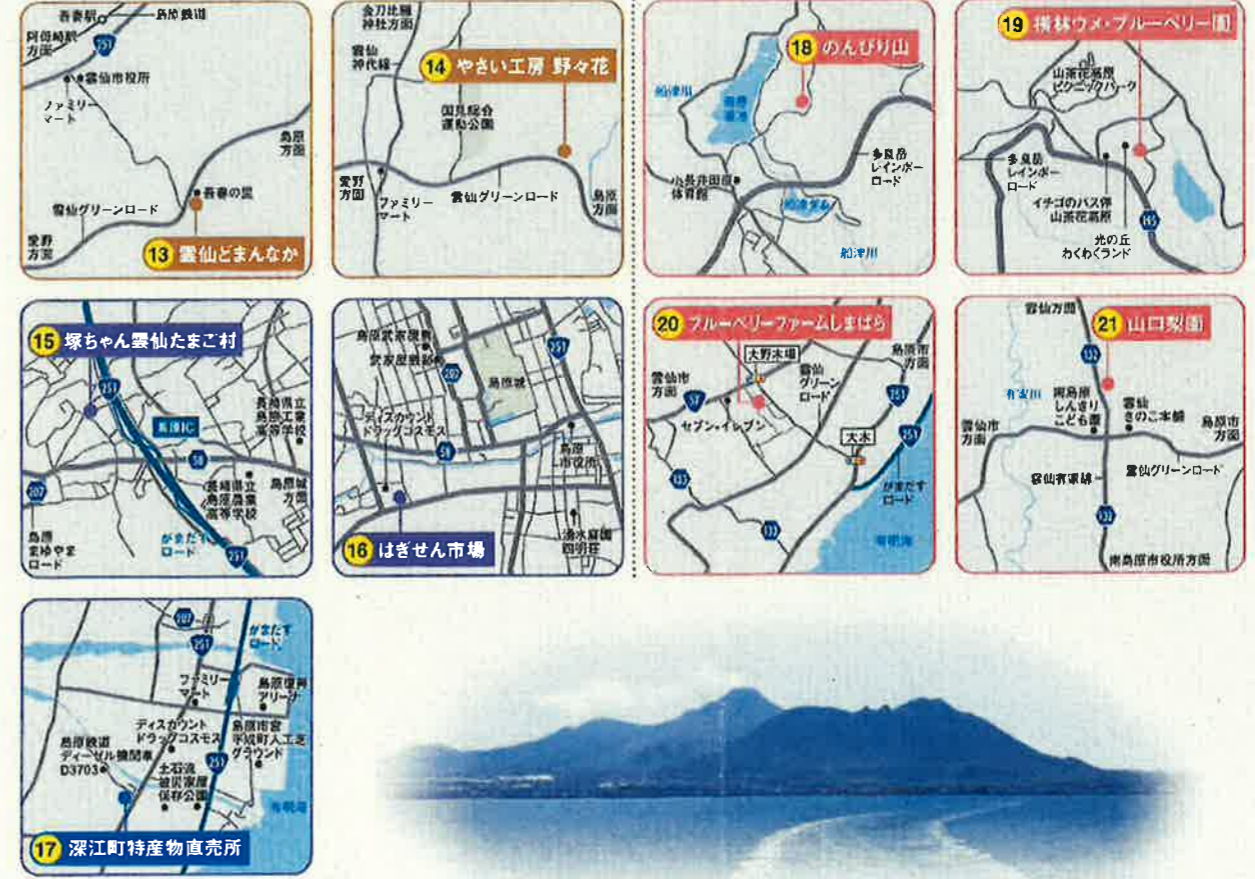 吾妻駅
島原鉄道
阿母崎駅
方面
251
雲仙市役所
ファミリー
マート
島原
方面
吾妻の里
雲仙グリーンロード
愛野
方面
13 雲仙どまんなか
金刀比羅
神社方面
雲仙
神代線
14 やさい工房 野々花
国見総合
運動公園
愛野
方面
ファミリー
マート
雲仙グリーンロード
島原
方面
18 のんびり山
船津川
多良岳
レインボー
ロード
小長井田原
体育館
船津ダム
船津川
19 横林ウメ・ブルーベリー園
山茶花高原
ピクニックパーク
多良岳
レインボー
ロード
イチゴのバス停
山茶花高原
光の丘
わくわくランド
15 塚ちゃん雲仙たまご村
251
長崎県立
島原工業
高等学校
島原IC
58
207
長崎県立
島原農業
高等学校
島原城
方面
島原
まゆやま
ロード
がまだす
ロード
251
島原武家屋敷
武家屋敷跡
202
251
島原城
ディスカウント
ドラッグコスモス
58
島原
市役所
16 はぎせん市場
湧水庭園
四明荘
20 ブルーベリーファームしまばら
大野木場
島原市
方面
雲仙市
方面
57
雲仙
グリーン
ロード
セブン-イレブン
251
大木
がまだす
ロード
有明海
雲仙方面
21 山口梨園
132
有家川
南島原
しんきり
こども園
雲仙
きのこ本舗
雲仙市
方面
島原市
方面
雲仙グリーンロード
雲仙有家線
132
南島原市役所方面
207
251
がまだす
ロード
ファミリー
マート
島原復興
アリーナ
ディスカウント
ドラッグコスモス
島原市営
平成町人工芝
グラウンド
島原鉄道
ディーゼル機関車
D3703
251
土石流
被災家屋
保存公園
有明海
17 深江町特産物直売所